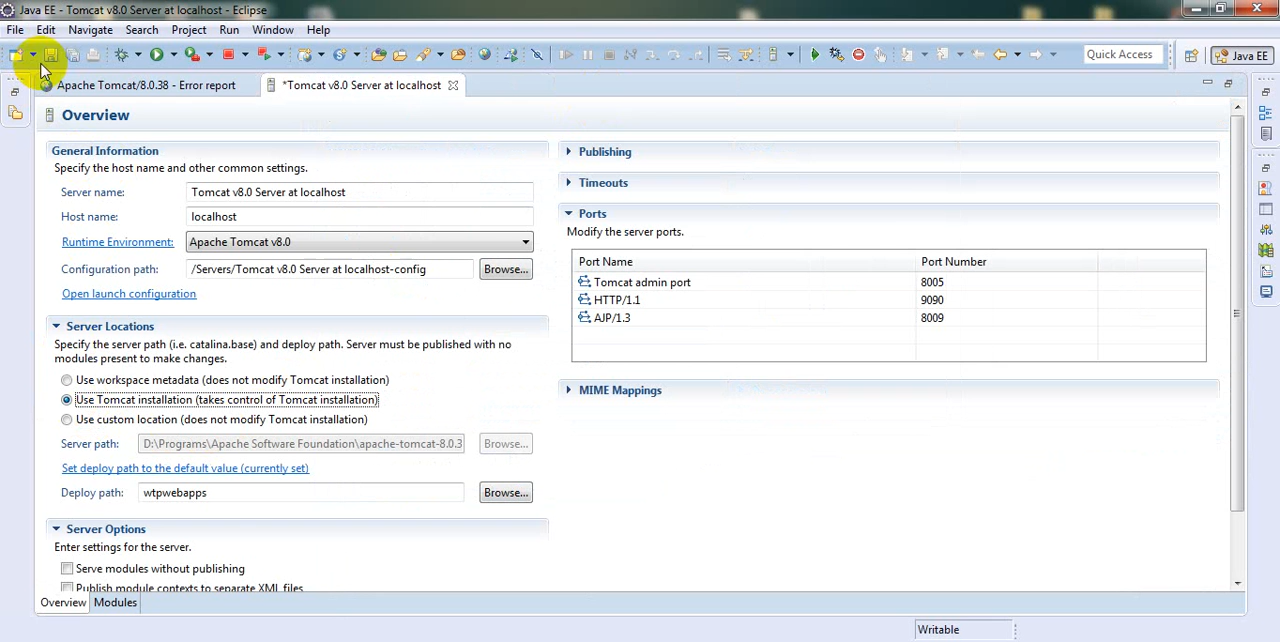 Java EE - Tomcat v8.0 Server at localhost - Eclipse
File Edit Navigate Search Project Run Window Help
Quick Access Java EE
Apache Tomcat/8.0.38 - Error report *Tomcat v8.0 Server at localhost
Overview
General Information
Specify the host name and other common settings.
Server name: Tomcat v8.0 Server at localhost
Host name: localhost
Runtime Environment: Apache Tomcat v8.0
Configuration path: /Servers/Tomcat v8.0 Server at localhost-config Browse...
Open launch configuration
Server Locations
Specify the server path (i.e. catalina.base) and deploy path. Server must be published with no
modules present to make changes.
Use workspace metadata (does not modify Tomcat installation)
Use Tomcat installation (takes control of Tomcat installation)
Use custom location (does not modify Tomcat installation)
Server path: D:\Programs\Apache Software Foundation\apache-tomcat-8.0.3 Browse...
Set deploy path to the default value (currently set)
Deploy path: wtpwebapps Browse...
Server Options
Enter settings for the server.
Serve modules without publishing
Publish module contexts to separate XML files
Publishing
Timeouts
Ports
Modify the server ports.
Port Name Port Number
Tomcat admin port 8005
HTTP/1.1 9090
AJP/1.3 8009
MIME Mappings
Overview Modules
Writable